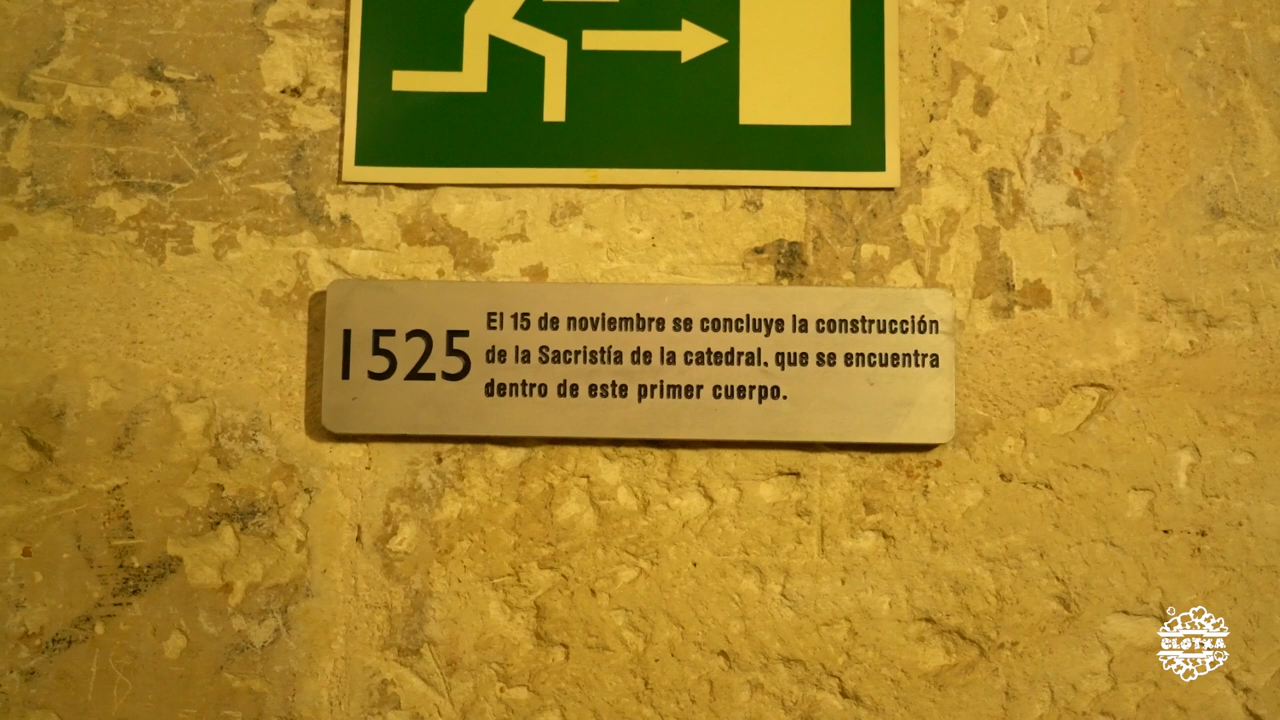 1525
El 15 de noviembre se concluye la construcción
de la Sacristía de la catedral, que se encuentra
dentro de este primer cuerpo.
CLOTXA